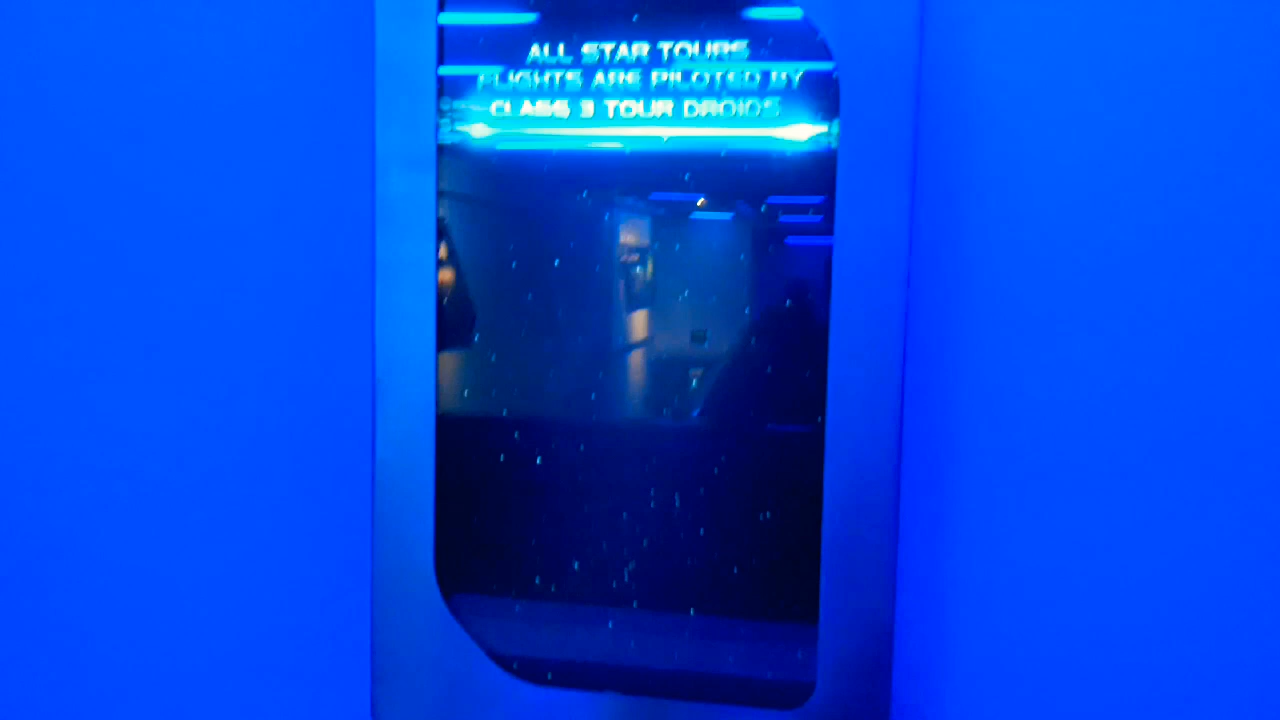 ALL STAR TOURS
FLIGHTS ARE PILOTED BY
CLASS 3 TOUR DROIDS